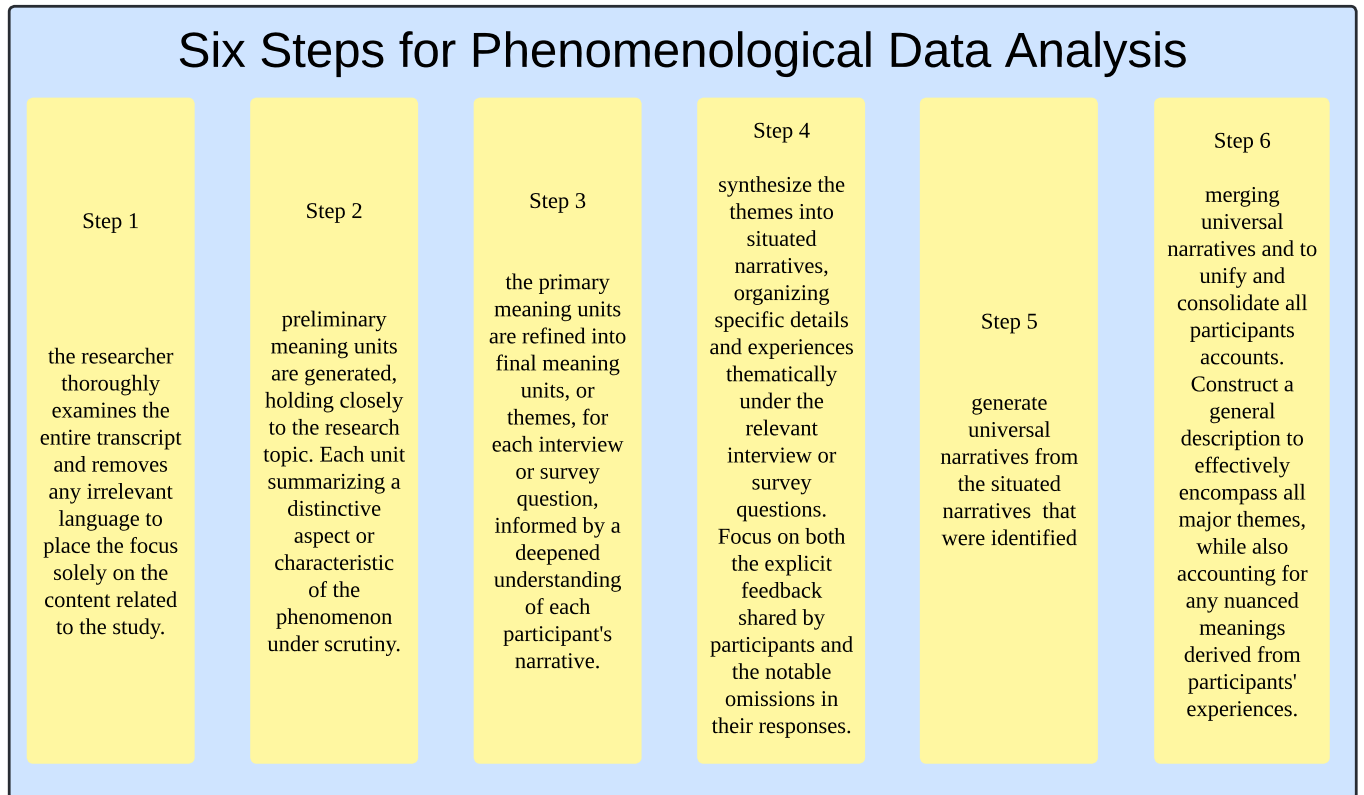 Six Steps for Phenomenological Data Analysis
Step 1
the researcher
thoroughly
examines the
entire transcript
and removes
any irrelevant
language to
place the focus
solely on the
content related
to the study.
Step 2
preliminary
meaning units
are generated,
holding closely
to the research
topic. Each unit
summarizing a
distinctive
aspect or
characteristic
of the
phenomenon
under scrutiny.
Step 3
the primary
meaning units
are refined into
final meaning
units, or
themes, for
each interview
or survey
question,
informed by a
deepened
understanding
of each
participant's
narrative.
Step 4
synthesize the
themes into
situated
narratives,
organizing
specific details
and experiences
thematically
under the
relevant
interview or
survey
questions.
Focus on both
the explicit
feedback
shared by
participants and
the notable
omissions in
their responses.
Step 5
generate
universal
narratives from
the situated
narratives  that
were identified
Step 6
merging
universal
narratives and to
unify and
consolidate all
participants
accounts.
Construct a
general
description to
effectively
encompass all
major themes,
while also
accounting for
any nuanced
meanings
derived from
participants'
experiences.